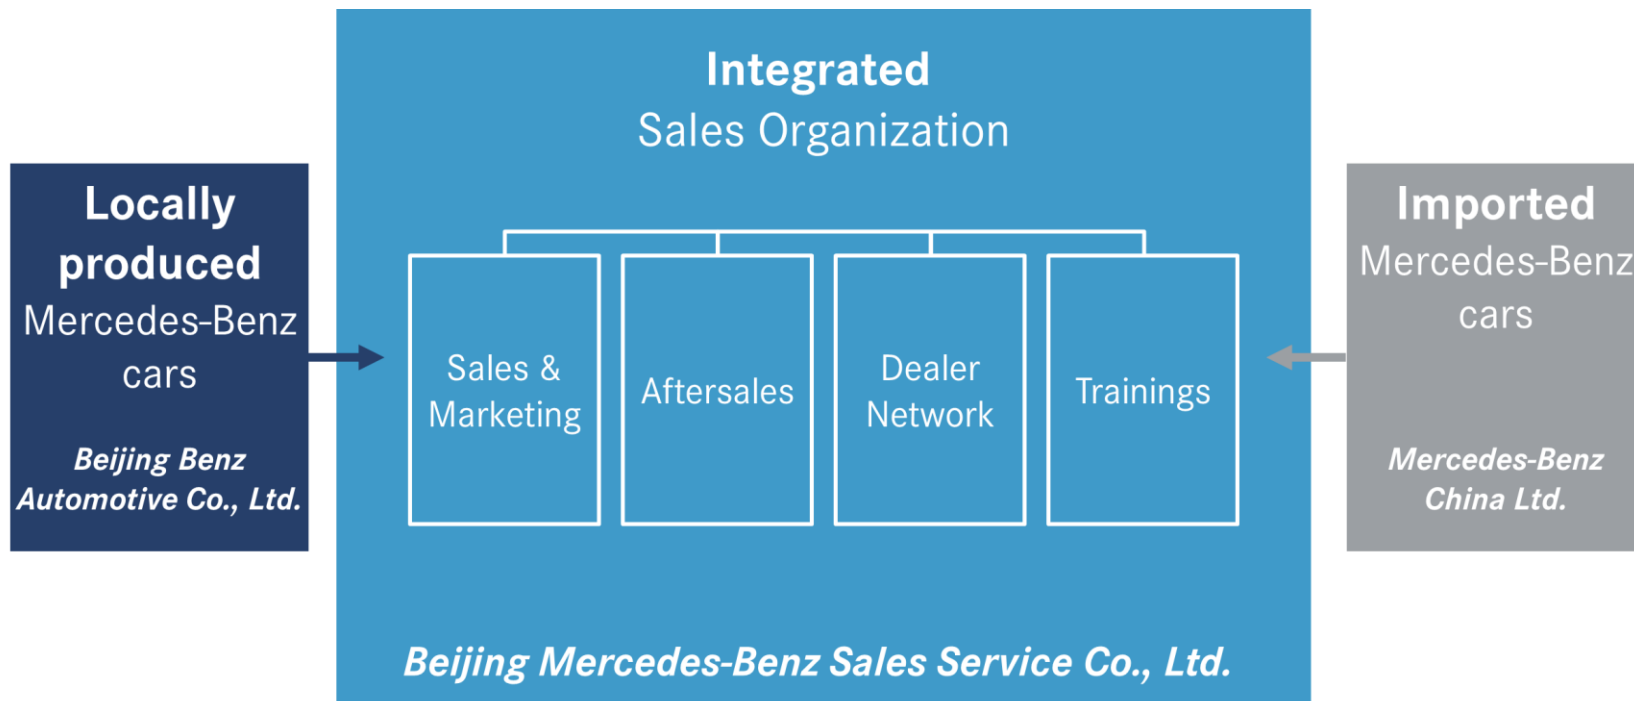 Integrated
Sales Organization
Locally
produced
Mercedes-Benz
cars
Beijing Benz
Automotive Co., Ltd.
Sales &
Marketing
Aftersales
Dealer
Network
Trainings
Beijing Mercedes-Benz Sales Service Co., Ltd.
Imported
Mercedes-Benz
cars
Mercedes-Benz
China Ltd.